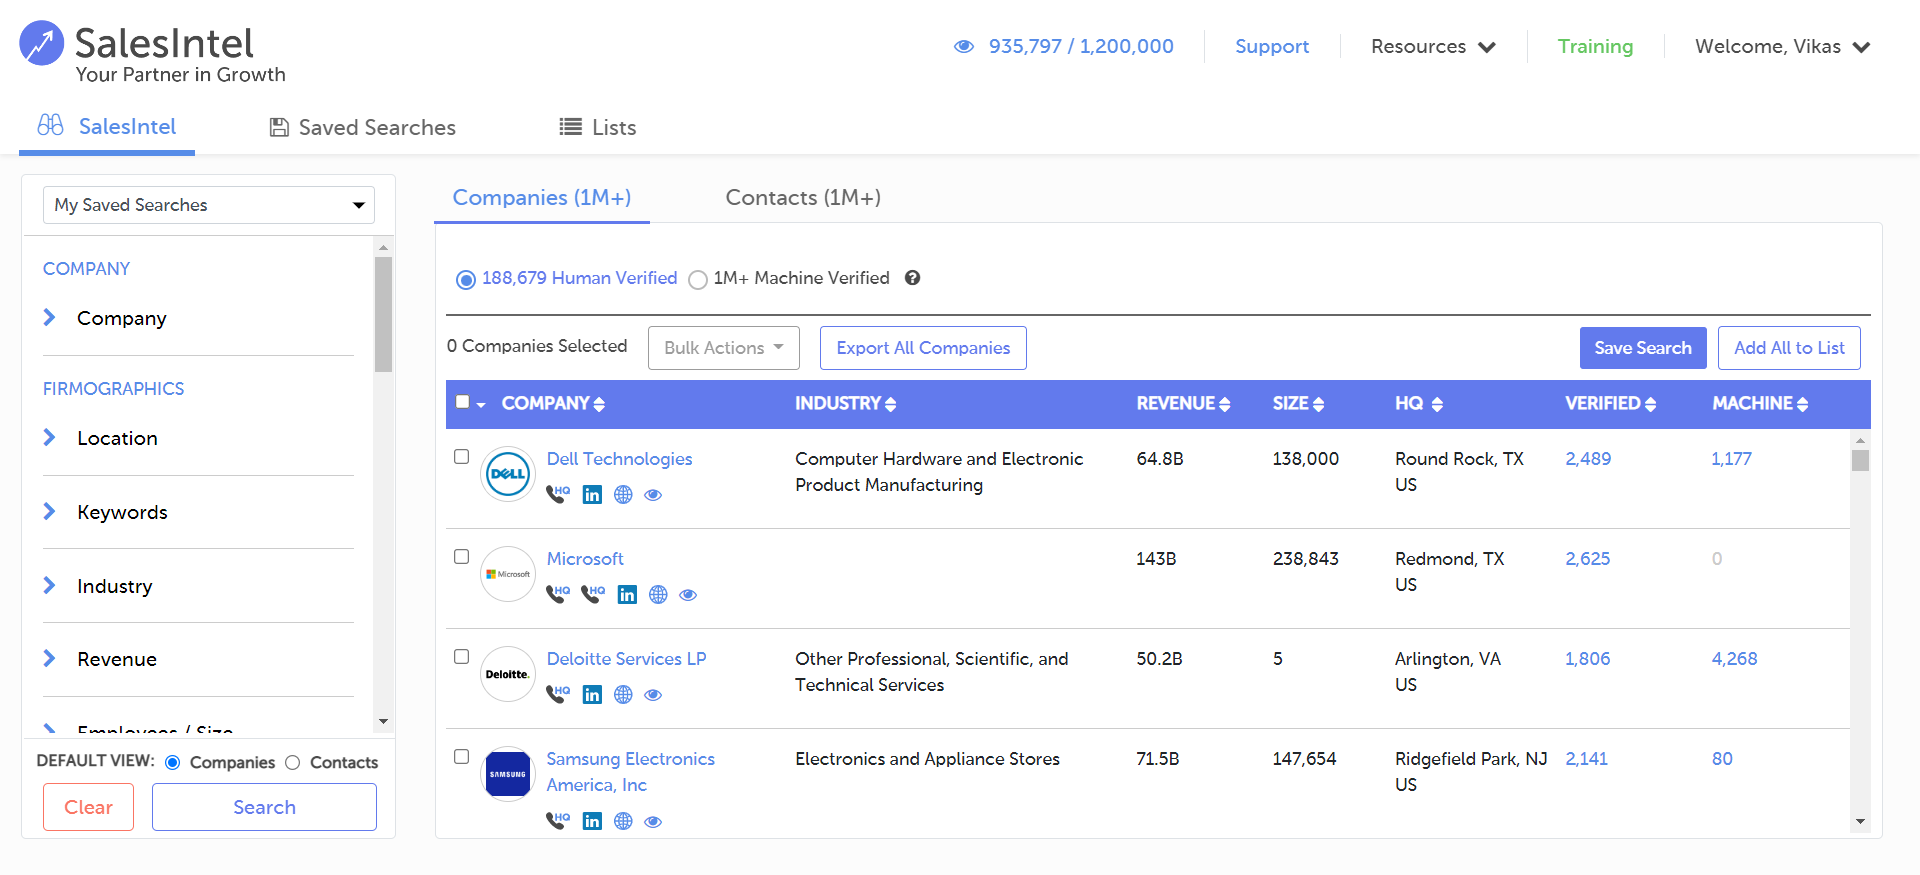 SalesIntel
Your Partner in Growth
935,797 / 1,200,000
Support
Resources
Training
Welcome, Vikas
SalesIntel
Saved Searches
Lists
My Saved Searches
COMPANY
Company
FIRMOGRAPHICS
Location
Keywords
Industry
Revenue
Employees / Size
DEFAULT VIEW:
Companies
Contacts
Clear
Search
Companies (1M+)
Contacts (1M+)
188,679 Human Verified
1M+ Machine Verified
?
0 Companies Selected
Bulk Actions
Export All Companies
Save Search
Add All to List
COMPANY
INDUSTRY
REVENUE
SIZE
HQ
VERIFIED
MACHINE
DELL
Dell Technologies
HQ
in
Computer Hardware and Electronic
Product Manufacturing
64.8B
138,000
Round Rock, TX
US
2,489
1,177
Microsoft
Microsoft
HQ
HQ
in
143B
238,843
Redmond, TX
US
2,625
0
Deloitte.
Deloitte Services LP
HQ
in
Other Professional, Scientific, and
Technical Services
50.2B
5
Arlington, VA
US
1,806
4,268
SAMSUNG
Samsung Electronics
America, Inc
HQ
in
Electronics and Appliance Stores
71.5B
147,654
Ridgefield Park, NJ
US
2,141
80